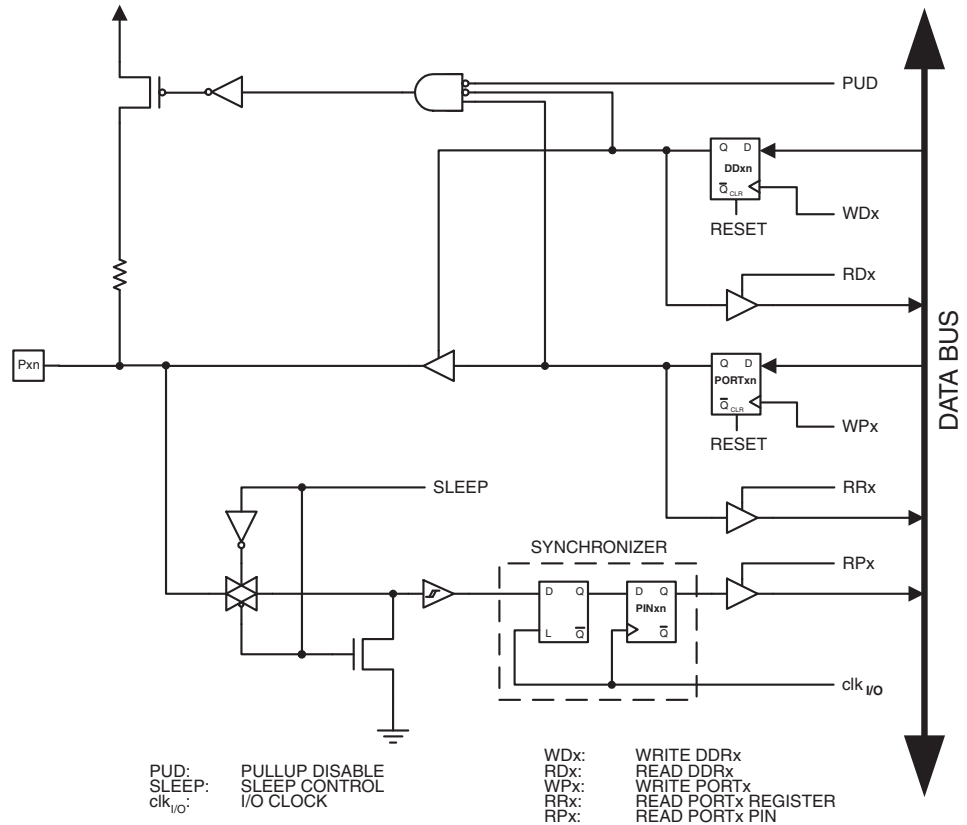 PUD
Q D
DDxn
Q CLR
WDx
RESET
RDx
Pxn
Q D
PORTxn
Q CLR
WPx
RESET
DATA BUS
RRx
SLEEP
SYNCHRONIZER
RPx
D Q
L Q
D Q
PINxn
Q
clk I/O
PUD: PULLUP DISABLE
SLEEP: SLEEP CONTROL
clkI/O: I/O CLOCK
WDx: WRITE DDRx
RDx: READ DDRx
WPx: WRITE PORTx
RRx: READ PORTx REGISTER
RPx: READ PORTx PIN